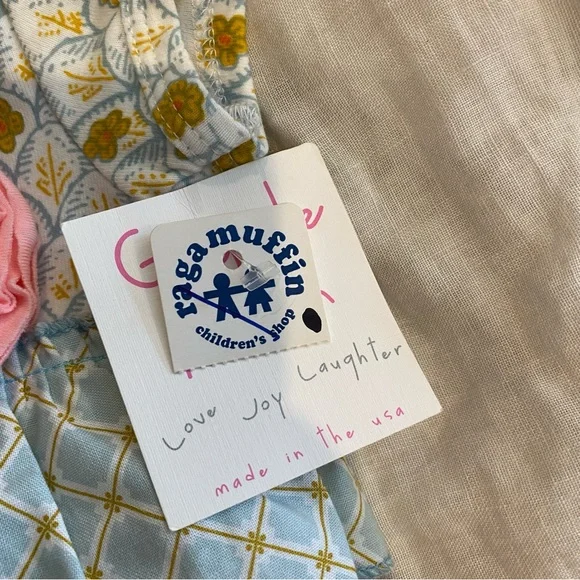 ragamuffin
children's shop
Love Joy Laughter
made in the usa